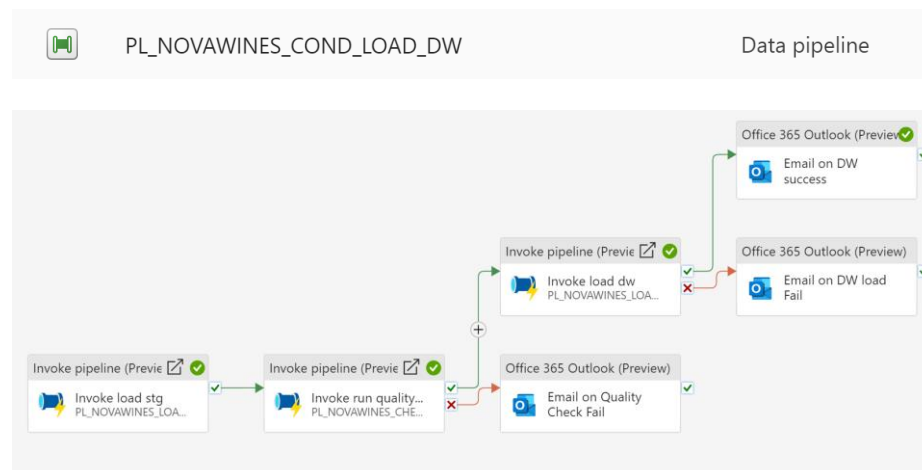 PL_NOVAWINES_COND_LOAD_DW
Data pipeline
Office 365 Outlook (Preview
Email on DW
success
Invoke pipeline (Previe
Invoke load dw
PL_NOVAWINES_LOA...
Office 365 Outlook (Preview)
Email on DW load
Fail
Invoke pipeline (Previe
Invoke load stg
PL_NOVAWINES_LOA...
Invoke pipeline (Previe
Invoke run quality...
PL_NOVAWINES_CHE...
Office 365 Outlook (Preview)
Email on Quality
Check Fail